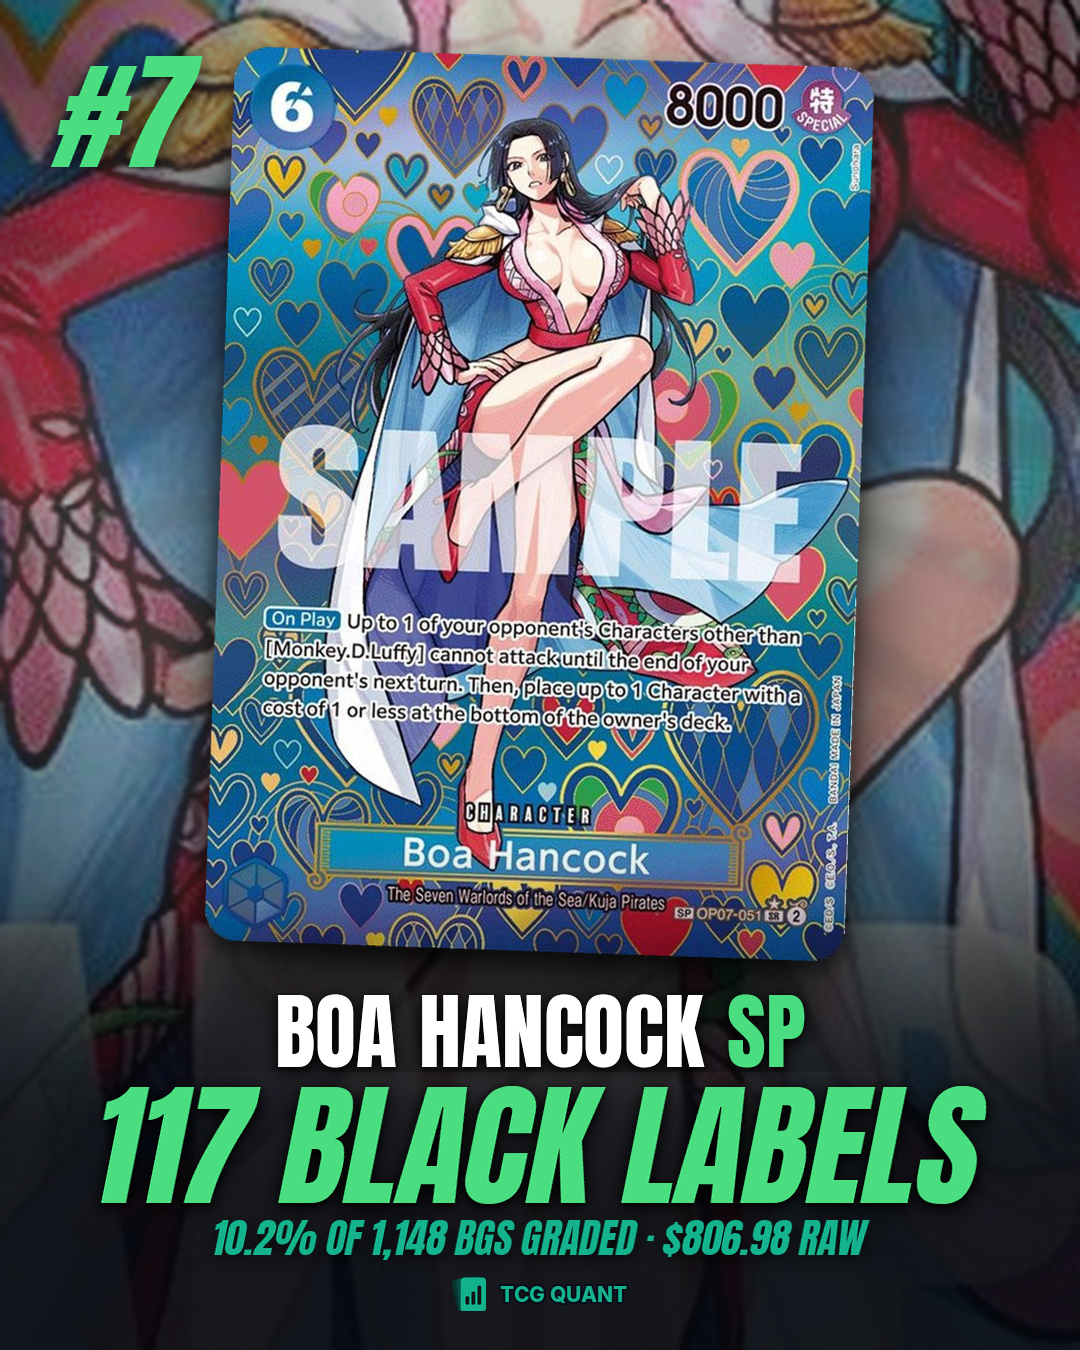 #7
6
8000
特
SPECIAL
Sunohara
SAMPLE
On Play Up to 1 of your opponent's Characters other than
[Monkey.D.Luffy] cannot attack until the end of your
opponent's next turn. Then, place up to 1 Character with a
cost of 1 or less at the bottom of the owner's deck.
CHARACTER
Boa Hancock
The Seven Warlords of the Sea/Kuja Pirates
SP OP07-051 SR 2
©E.O./S., T.A. BANDAI MADE IN JAPAN
BOA HANCOCK SP
117 BLACK LABELS
10.2% OF 1,148 BGS GRADED · $806.98 RAW
TCG QUANT